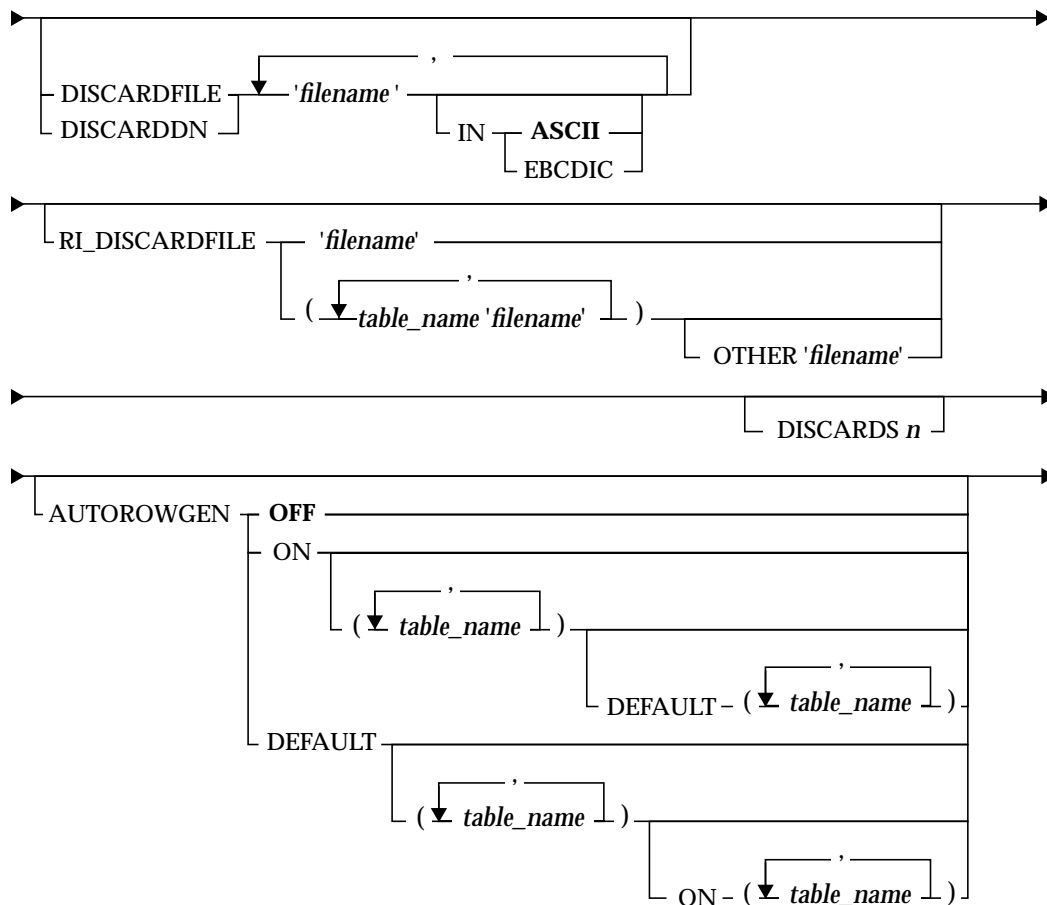 ,
DISCARDFILE 'filename'
DISCARDDN IN ASCII
EBCDIC
RI_DISCARDFILE 'filename'
,
( table_name 'filename' )
OTHER 'filename'
DISCARDS n
AUTOROWGEN OFF
ON
,
( table_name )
,
DEFAULT ( table_name )
DEFAULT
,
( table_name )
,
ON ( table_name )